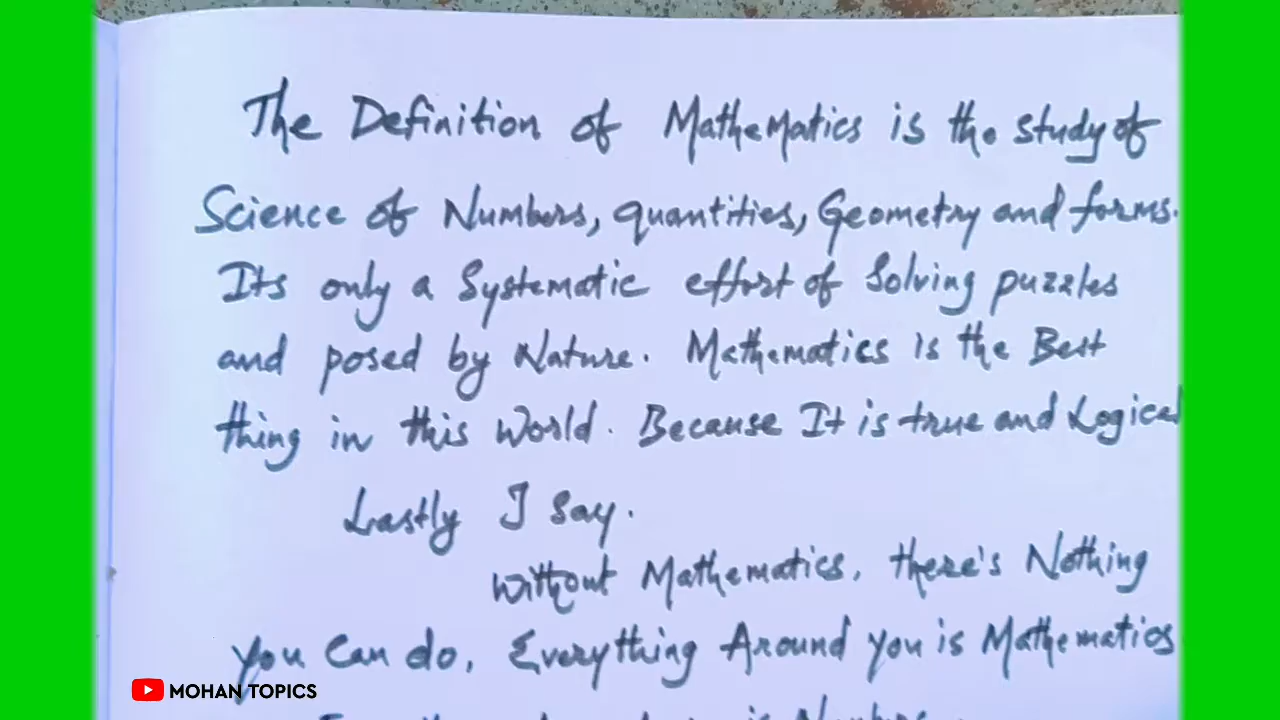 The Definition of Mathematics is the study of
Science of Numbers, quantities, Geometry and forms.
Its only a Systematic effort of Solving puzzles
and posed by Nature. Mathematics is the Best
thing in this World. Because It is true and Logical
Lastly I say.
Without Mathematics, there's Nothing
you can do, Everything Around you is Mathematics
is Numbers
MOHAN TOPICS